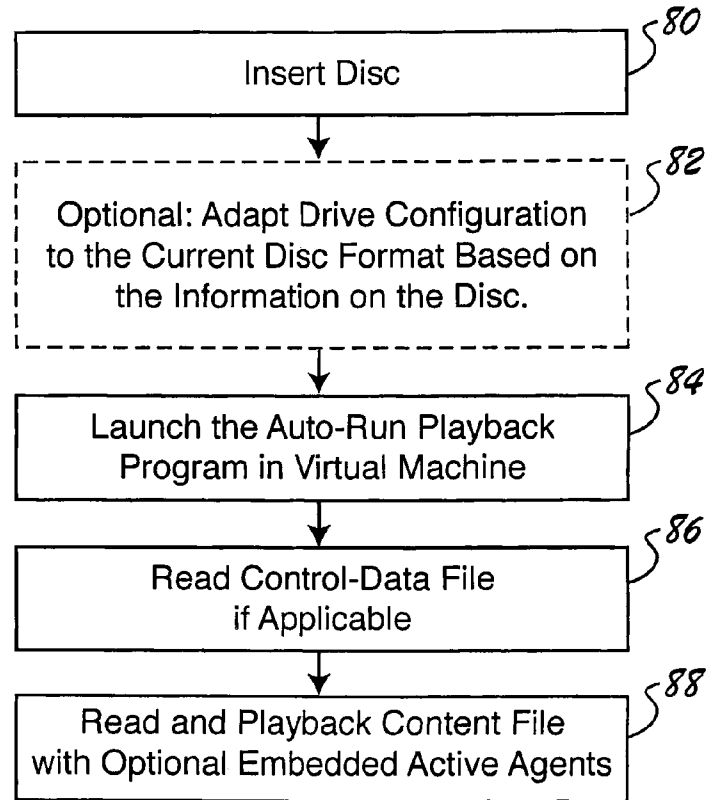 80
Insert Disc
82
Optional: Adapt Drive Configuration
to the Current Disc Format Based on
the Information on the Disc.
84
Launch the Auto-Run Playback
Program in Virtual Machine
86
Read Control-Data File
if Applicable
88
Read and Playback Content File
with Optional Embedded Active Agents